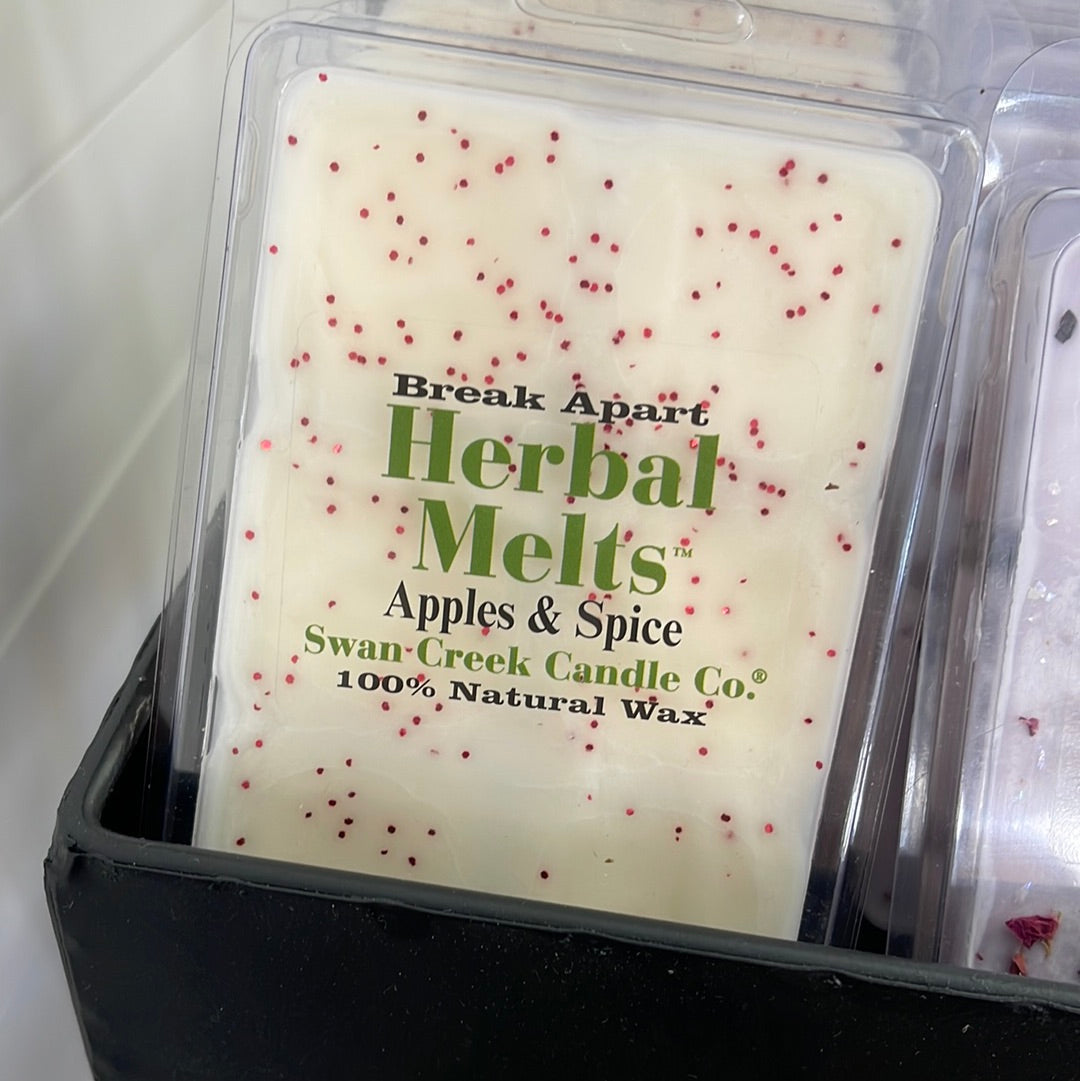 Break Apart
Herbal
Melts™
Apples & Spice
Swan Creek Candle Co.®
100% Natural Wax